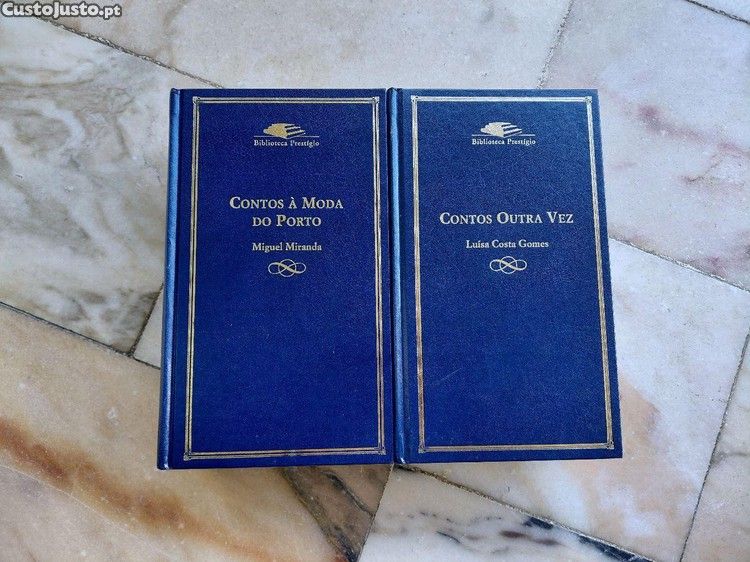 CustoJusto.pt
Biblioteca Prestígio
CONTOS À MODA
DO PORTO
Miguel Miranda
Biblioteca Prestígio
CONTOS OUTRA VEZ
Luísa Costa Gomes